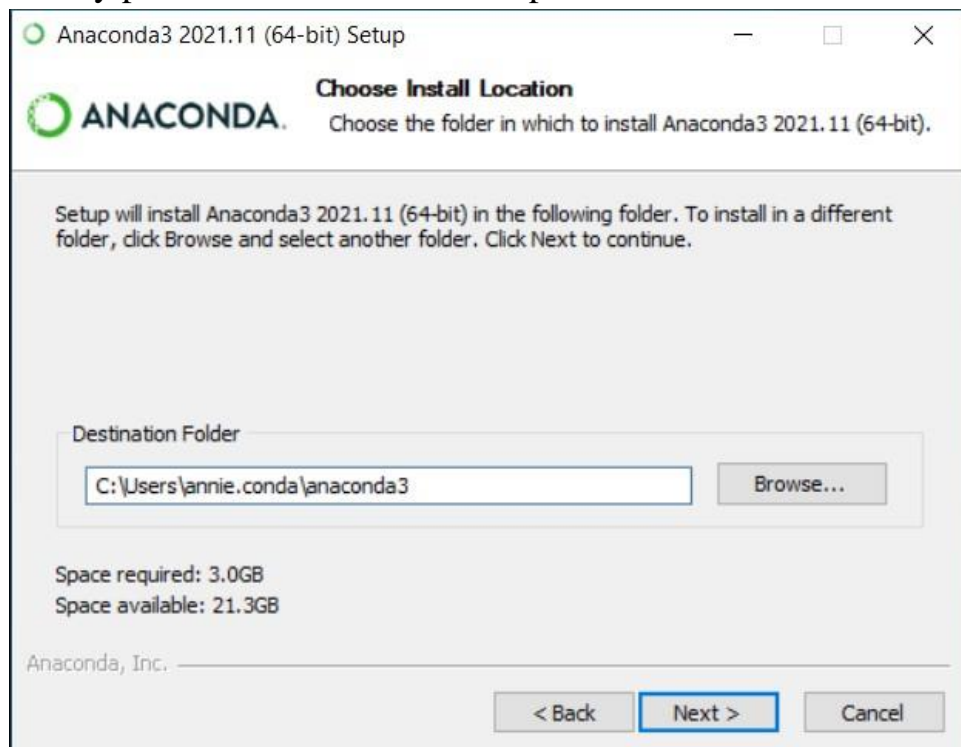 Anaconda3 2021.11 (64-bit) Setup
ANACONDA.
Choose Install Location
Choose the folder in which to install Anaconda3 2021.11 (64-bit).
Setup will install Anaconda3 2021.11 (64-bit) in the following folder. To install in a different
folder, click Browse and select another folder. Click Next to continue.
Destination Folder
C:\Users\annie.conda\anaconda3
Browse...
Space required: 3.0GB
Space available: 21.3GB
Anaconda, Inc.
< Back
Next >
Cancel